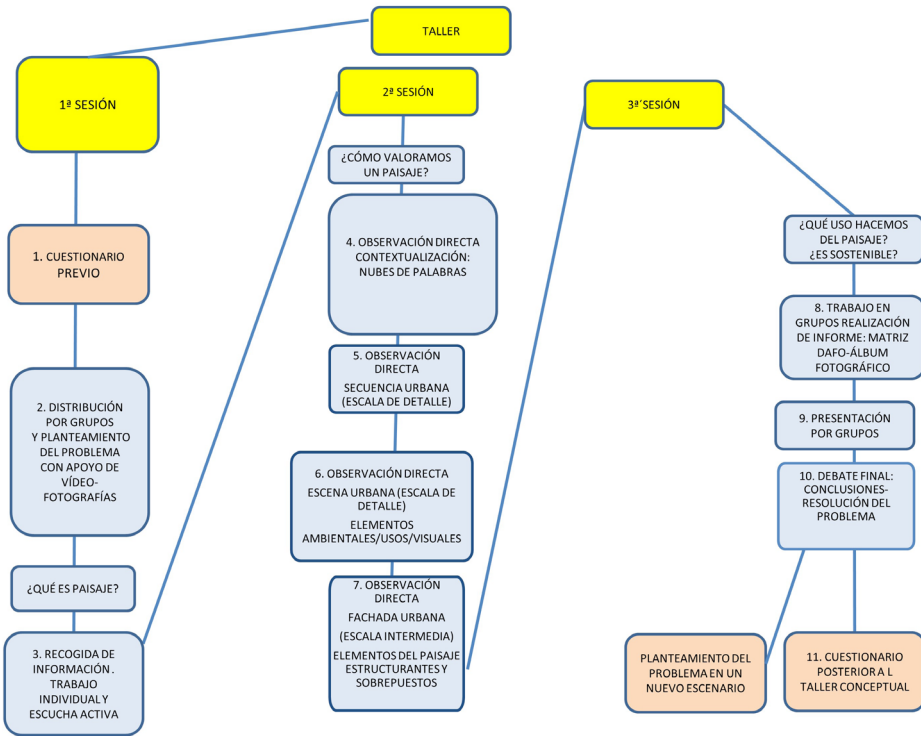 TALLER
1ª SESIÓN
1. CUESTIONARIO
PREVIO
2. DISTRIBUCIÓN
POR GRUPOS
Y PLANTEAMIENTO
DEL PROBLEMA
CON APOYO DE
VÍDEO-
FOTOGRAFÍAS
¿QUÉ ES PAISAJE?
3. RECOGIDA DE
INFORMACIÓN .
TRABAJO
INDIVIDUAL Y
ESCUCHA ACTIVA
2ª SESIÓN
¿CÓMO VALORAMOS
UN PAISAJE?
4. OBSERVACIÓN DIRECTA
CONTEXTUALIZACIÓN:
NUBES DE PALABRAS
5. OBSERVACIÓN
DIRECTA
SECUENCIA URBANA
(ESCALA DE DETALLE)
6. OBSERVACIÓN DIRECTA
ESCENA URBANA (ESCALA DE
DETALLE)
ELEMENTOS
AMBIENTALES/USOS/VISUALES
7. OBSERVACIÓN
DIRECTA
FACHADA URBANA
(ESCALA INTERMEDIA)
ELEMENTOS DEL PAISAJE
ESTRUCTURANTES Y
SOBREPUESTOS
3ª´SESIÓN
¿QUÉ USO HACEMOS
DEL PAISAJE?
¿ES SOSTENIBLE?
8. TRABAJO EN
GRUPOS REALIZACIÓN
DE INFORME: MATRIZ
DAFO-ÁLBUM
FOTOGRÁFICO
9. PRESENTACIÓN
POR GRUPOS
10. DEBATE FINAL:
CONCLUSIONES-
RESOLUCIÓN DEL
PROBLEMA
PLANTEAMIENTO DEL
PROBLEMA EN UN
NUEVO ESCENARIO
11. CUESTIONARIO
POSTERIOR A L
TALLER CONCEPTUAL